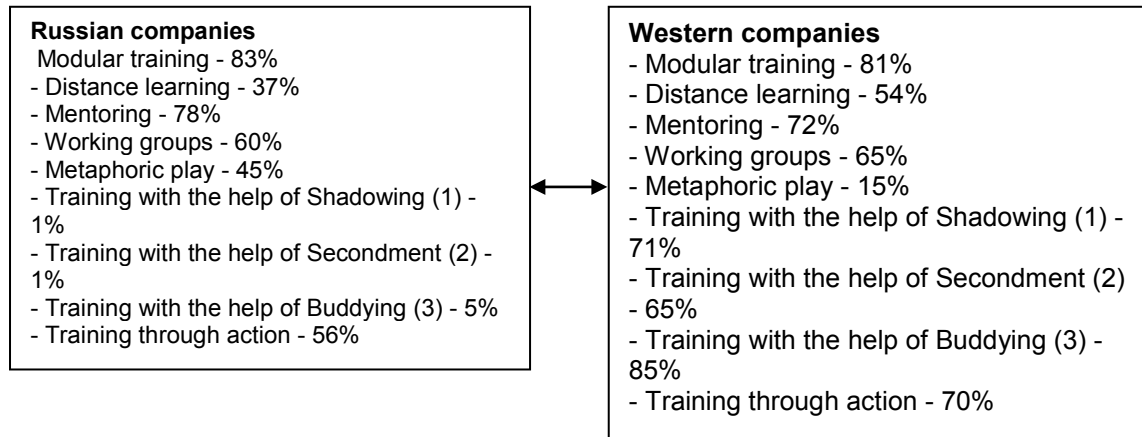 Russian companies
Modular training - 83%
- Distance learning - 37%
- Mentoring - 78%
- Working groups - 60%
- Metaphoric play - 45%
- Training with the help of Shadowing (1) -
1%
- Training with the help of Secondment (2) -
1%
- Training with the help of Buddying (3) - 5%
- Training through action - 56%
Western companies
- Modular training - 81%
- Distance learning - 54%
- Mentoring - 72%
- Working groups - 65%
- Metaphoric play - 15%
- Training with the help of Shadowing (1) -
71%
- Training with the help of Secondment (2)
- 65%
- Training with the help of Buddying (3) -
85%
- Training through action - 70%